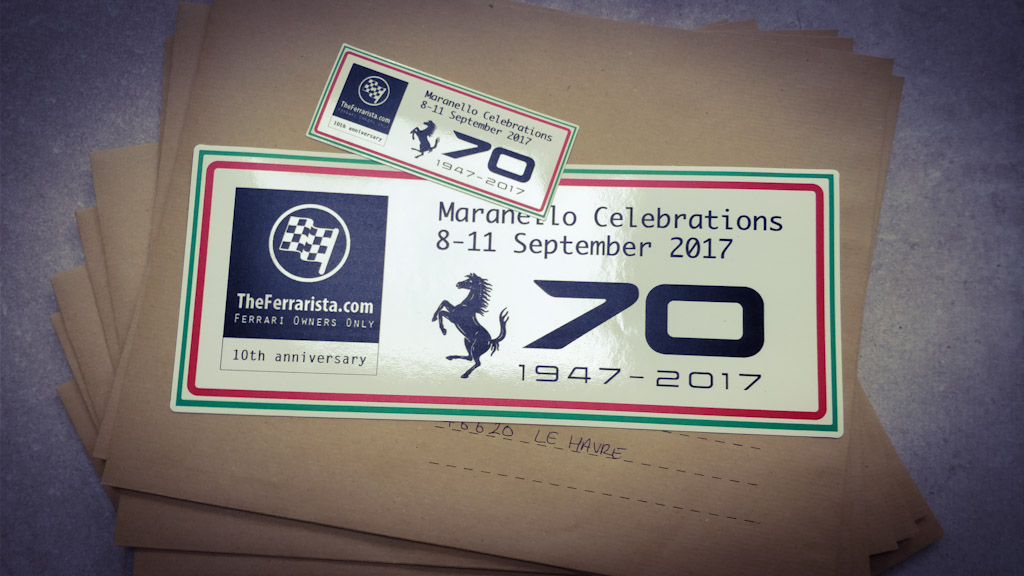 TheFerrarista.com
10th anniversary
Maranello Celebrations
8-11 September 2017
70
1947-2017
Maranello Celebrations
8-11 September 2017
TheFerrarista.com
FERRARI OWNERS ONLY
10th anniversary
70
1947-2017
LE HAVRE